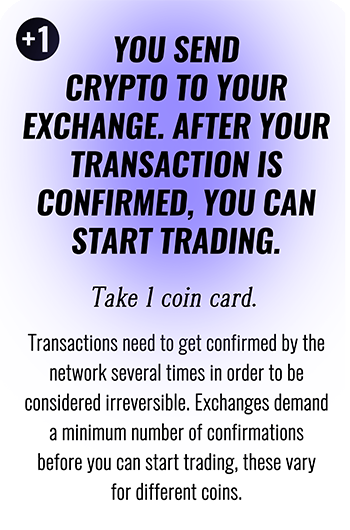 +1
YOU SEND
CRYPTO TO YOUR
EXCHANGE. AFTER YOUR
TRANSACTION IS
CONFIRMED, YOU CAN
START TRADING.
Take 1 coin card.
Transactions need to get confirmed by the
network several times in order to be
considered irreversible. Exchanges demand
a minimum number of confirmations
before you can start trading, these vary
for different coins.